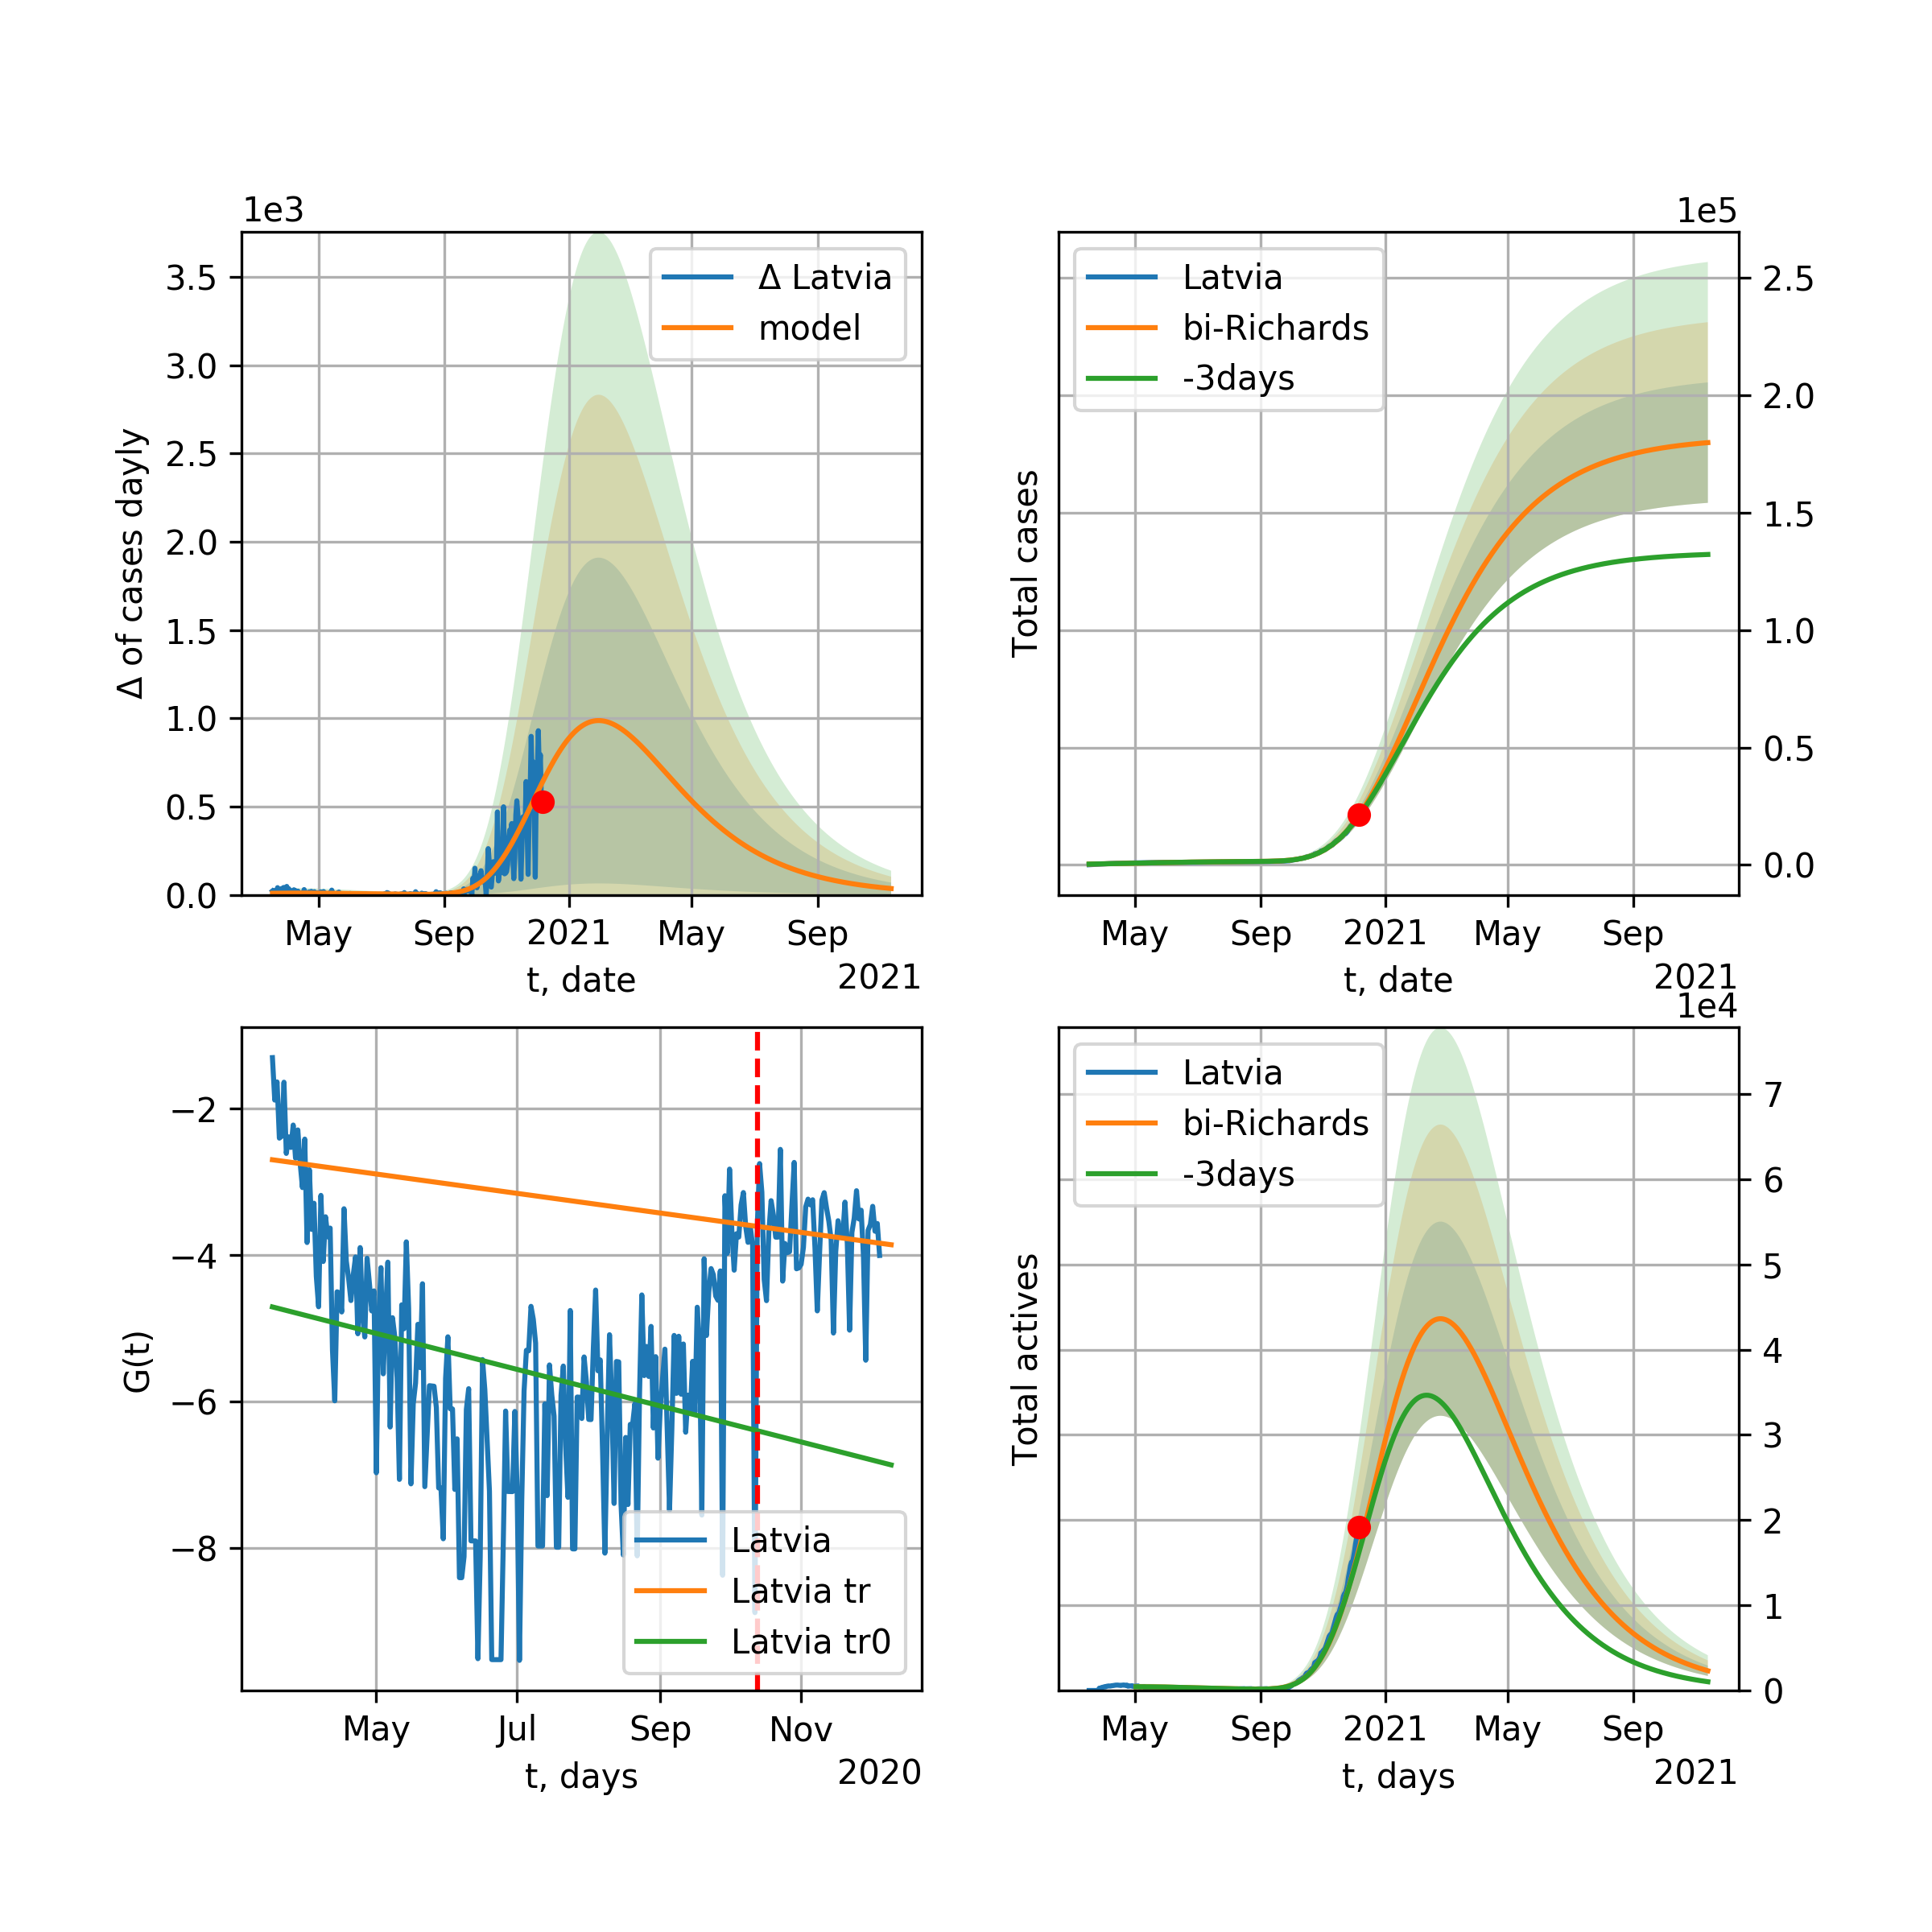 1e3
Δ of cases dayly
3.5
3.0
2.5
2.0
1.5
1.0
0.5
0.0
Δ Latvia
model
May Sep 2021 May Sep
t, date
2021
1e5
Total cases
Latvia
bi-Richards
-3days
2.5
2.0
1.5
1.0
0.5
0.0
May Sep 2021 May Sep
t, date
2021
G(t)
−2
−4
−6
−8
Latvia
Latvia tr
Latvia tr0
May Jul Sep Nov
t, days
2020
1e4
Total actives
Latvia
bi-Richards
-3days
7
6
5
4
3
2
1
0
May Sep 2021 May Sep
t, days
2021